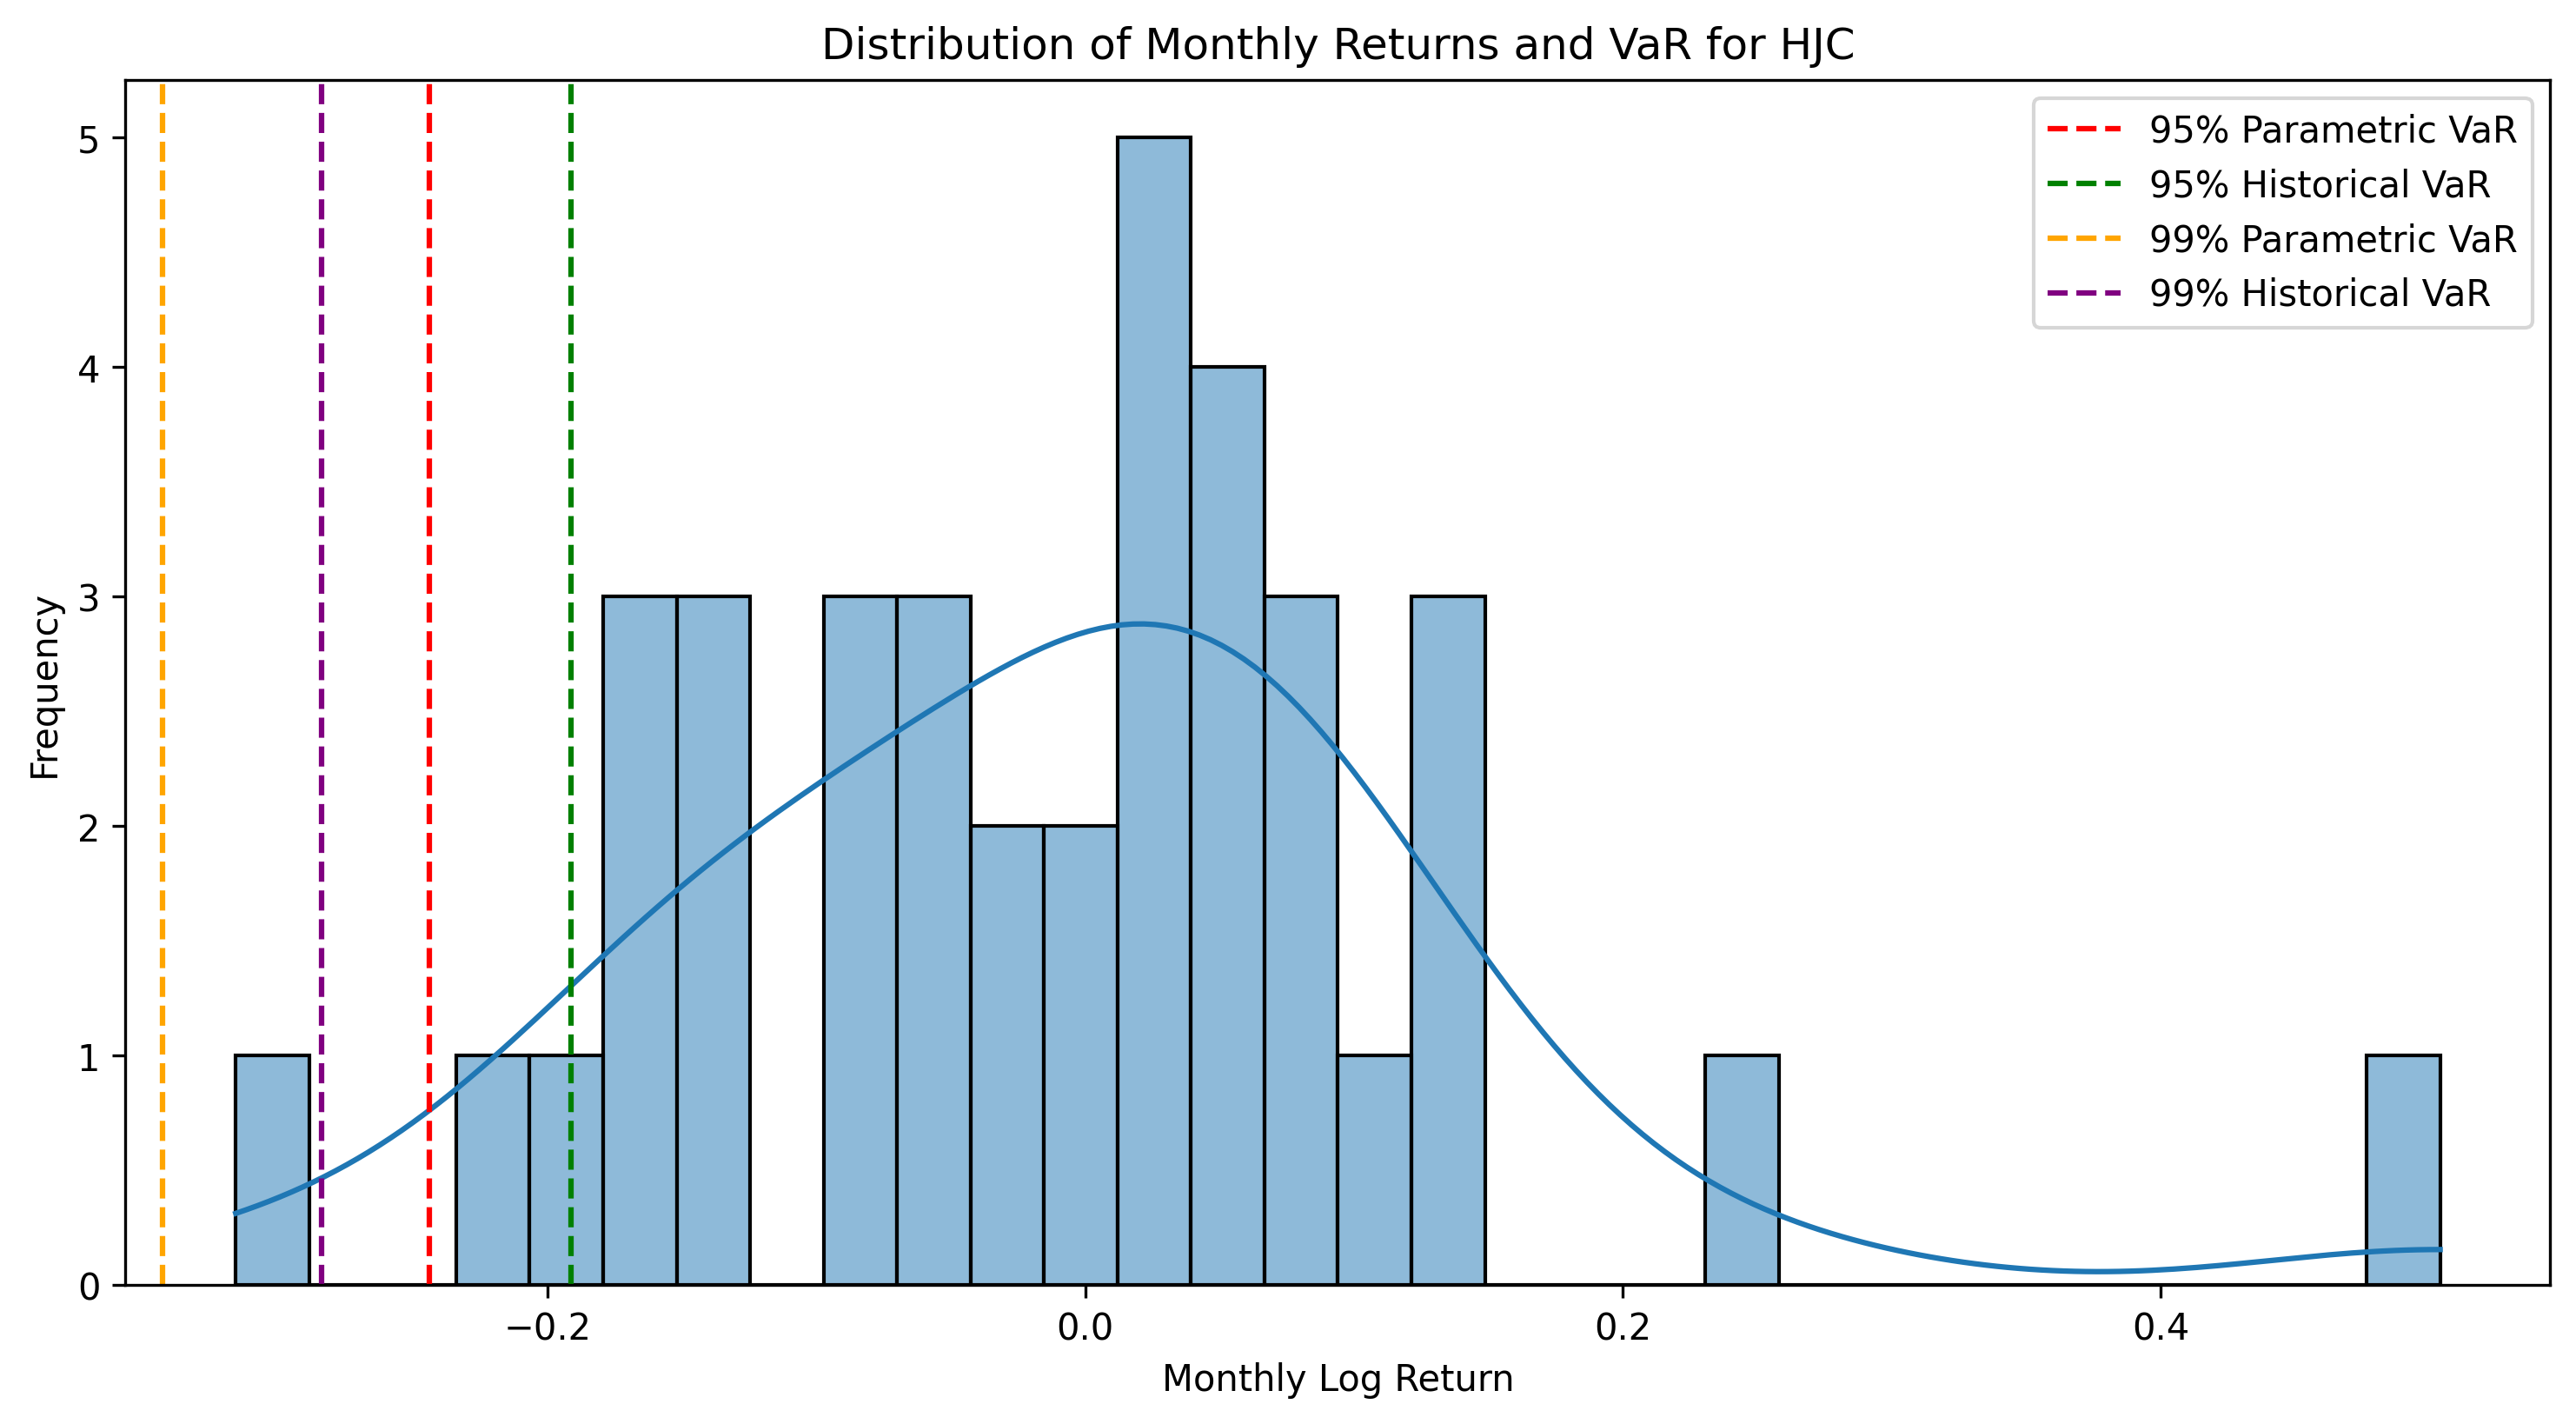 Distribution of Monthly Returns and VaR for HJC
95% Parametric VaR
95% Historical VaR
99% Parametric VaR
99% Historical VaR
5
4
3
2
1
0
Frequency
−0.2
0.0
0.2
0.4
Monthly Log Return